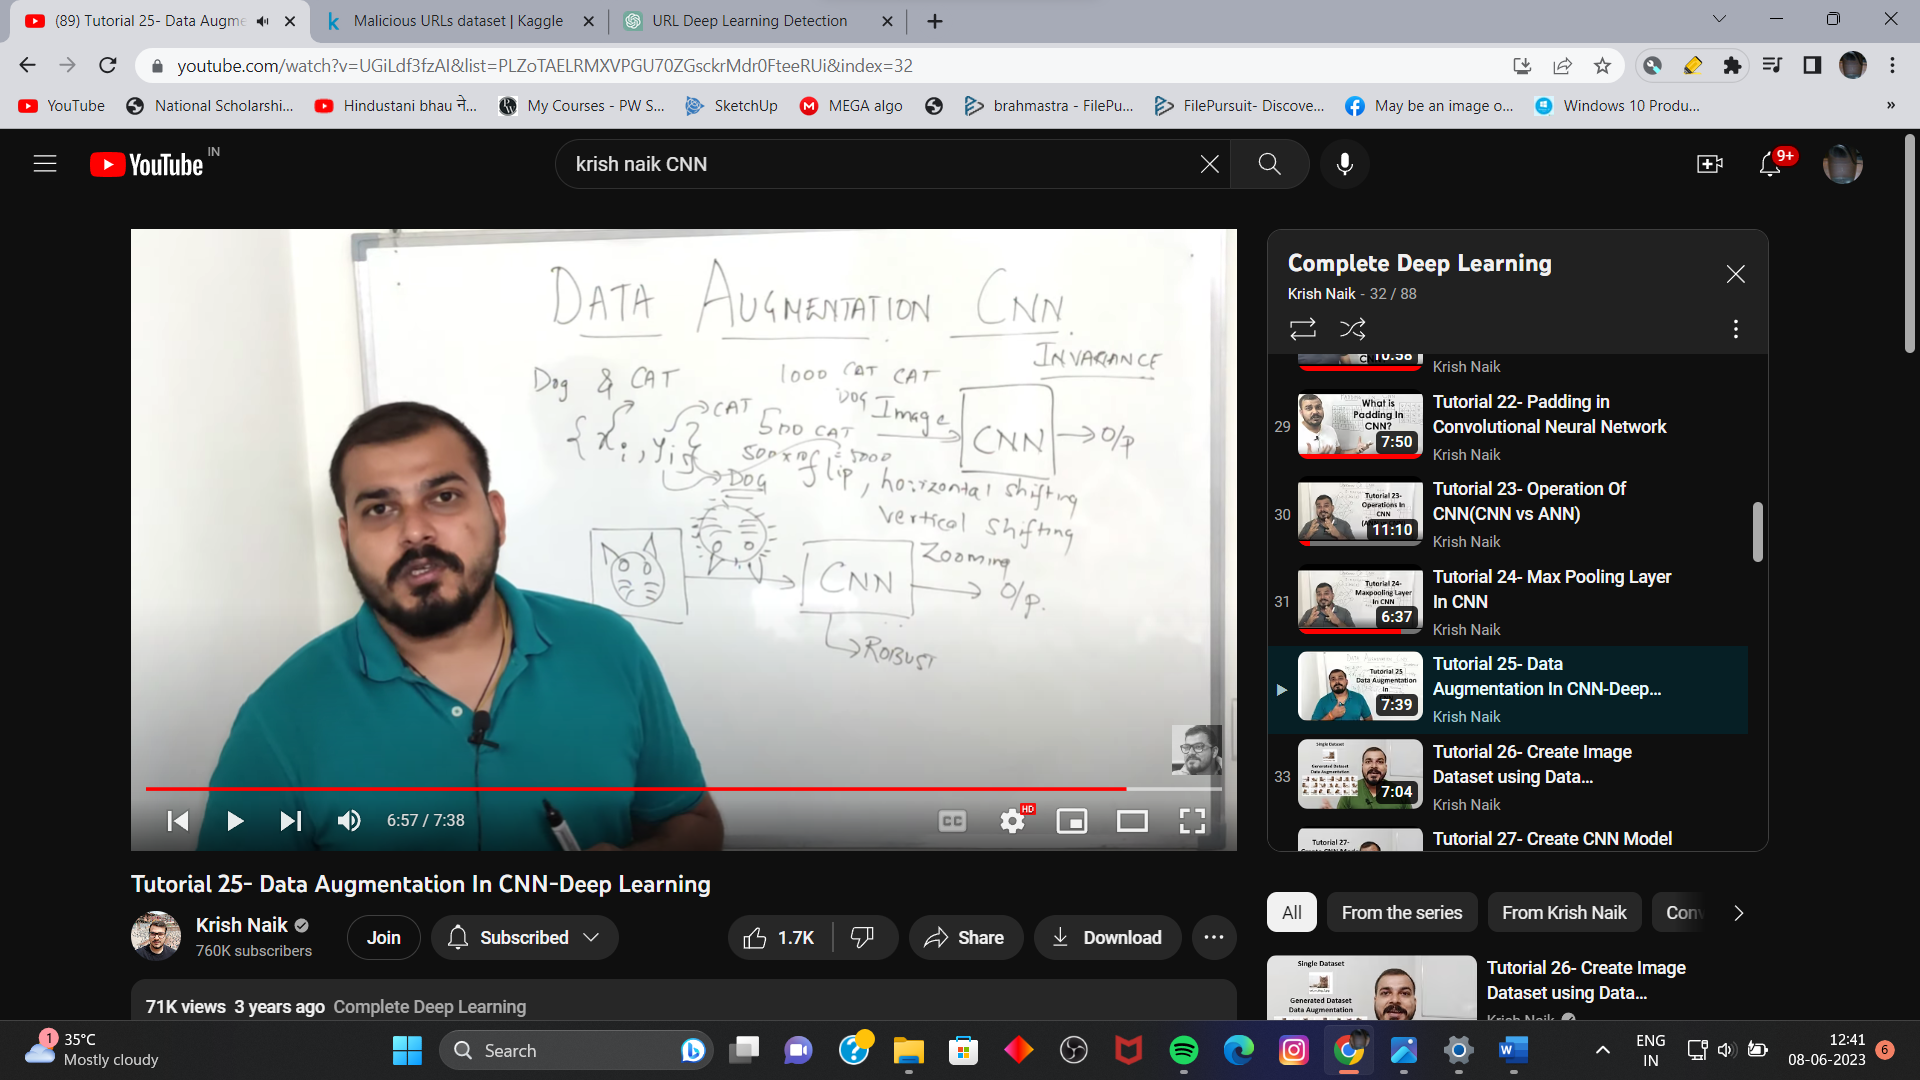 (89) Tutorial 25- Data Augme
Malicious URLs dataset | Kaggle
URL Deep Learning Detection
youtube.com/watch?v=UGiLdf3fzAI&list=PLZoTAELRMXVPGU70ZGsckrMdr0FteeRUi&index=32
YouTube
National Scholarshi...
Hindustani bhau ने...
My Courses - PW S...
SketchUp
MEGA algo
brahmastra - FilePu...
FilePursuit- Discove...
May be an image o...
Windows 10 Produ...
»
YouTube IN
krish naik CNN
9+
DATA AUGMENTATION CNN
INVARIANCE
Dog & CAT
1000 CAT CAT
DOG
Image
CNN
O/p
{xi, yi}
CAT
500 CAT
500x10 = 5000
DOG
flip, horizontal shifting
vertical shifting
Zooming
CNN
O/p.
ROBUST
6:57 / 7:38
CC
HD
Complete Deep Learning
Krish Naik - 32 / 88
10:58
Krish Naik
29
What is
Padding In
CNN?
7:50
Tutorial 22- Padding in
Convolutional Neural Network
Krish Naik
30
Tutorial 23-
Operations In
CNN
11:10
Tutorial 23- Operation Of
CNN(CNN vs ANN)
Krish Naik
31
Tutorial 24-
Maxpooling Layer
In CNN
6:37
Tutorial 24- Max Pooling Layer
In CNN
Krish Naik
Tutorial 25
Data Augmentation
In
7:39
Tutorial 25- Data
Augmentation In CNN-Deep...
Krish Naik
33
Single Dataset
Generated Dataset
Data Augmentation
7:04
Tutorial 26- Create Image
Dataset using Data...
Krish Naik
Tutorial 27-
Tutorial 27- Create CNN Model
Tutorial 25- Data Augmentation In CNN-Deep Learning
Krish Naik
760K subscribers
Join
Subscribed
1.7K
Share
Download
71K views 3 years ago Complete Deep Learning
All
From the series
From Krish Naik
Con
Single Dataset
Generated Dataset
Data Augmentation
Tutorial 26- Create Image
Dataset using Data...
Krish Naik
1
35°C
Mostly cloudy
Search
ENG
IN
12:41
08-06-2023
6